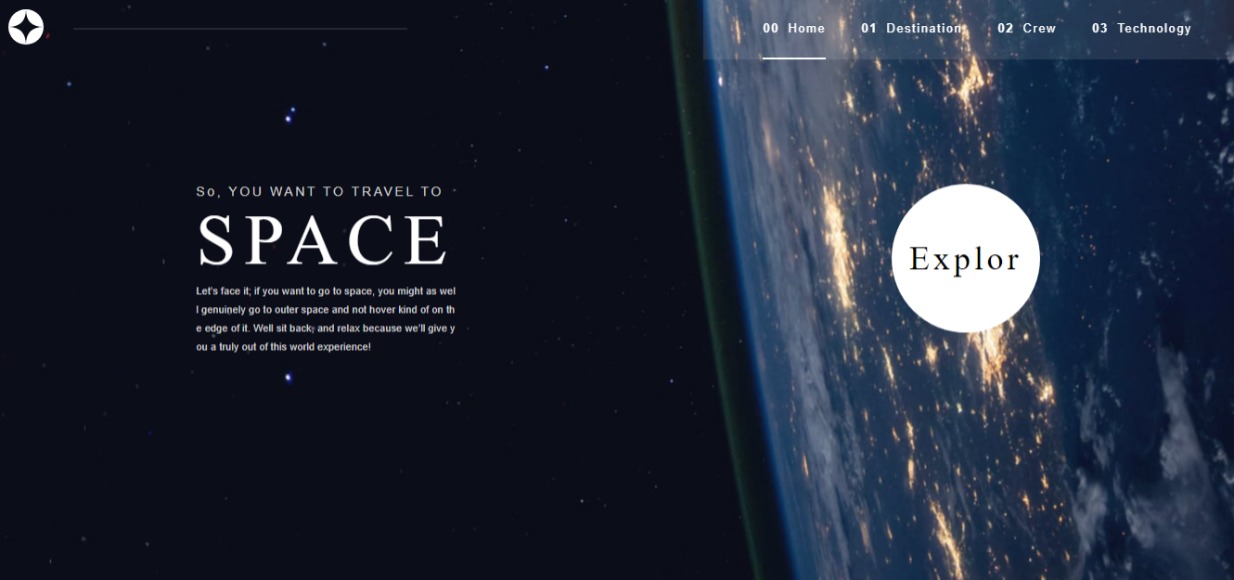 00 Home 01 Destination 02 Crew 03 Technology
So, YOU WANT TO TRAVEL TO
SPACE
Let's face it; if you want to go to space, you might as wel
l genuinely go to outer space and not hover kind of on th
e edge of it. Well sit back, and relax because we'll give y
ou a truly out of this world experience!
Explor